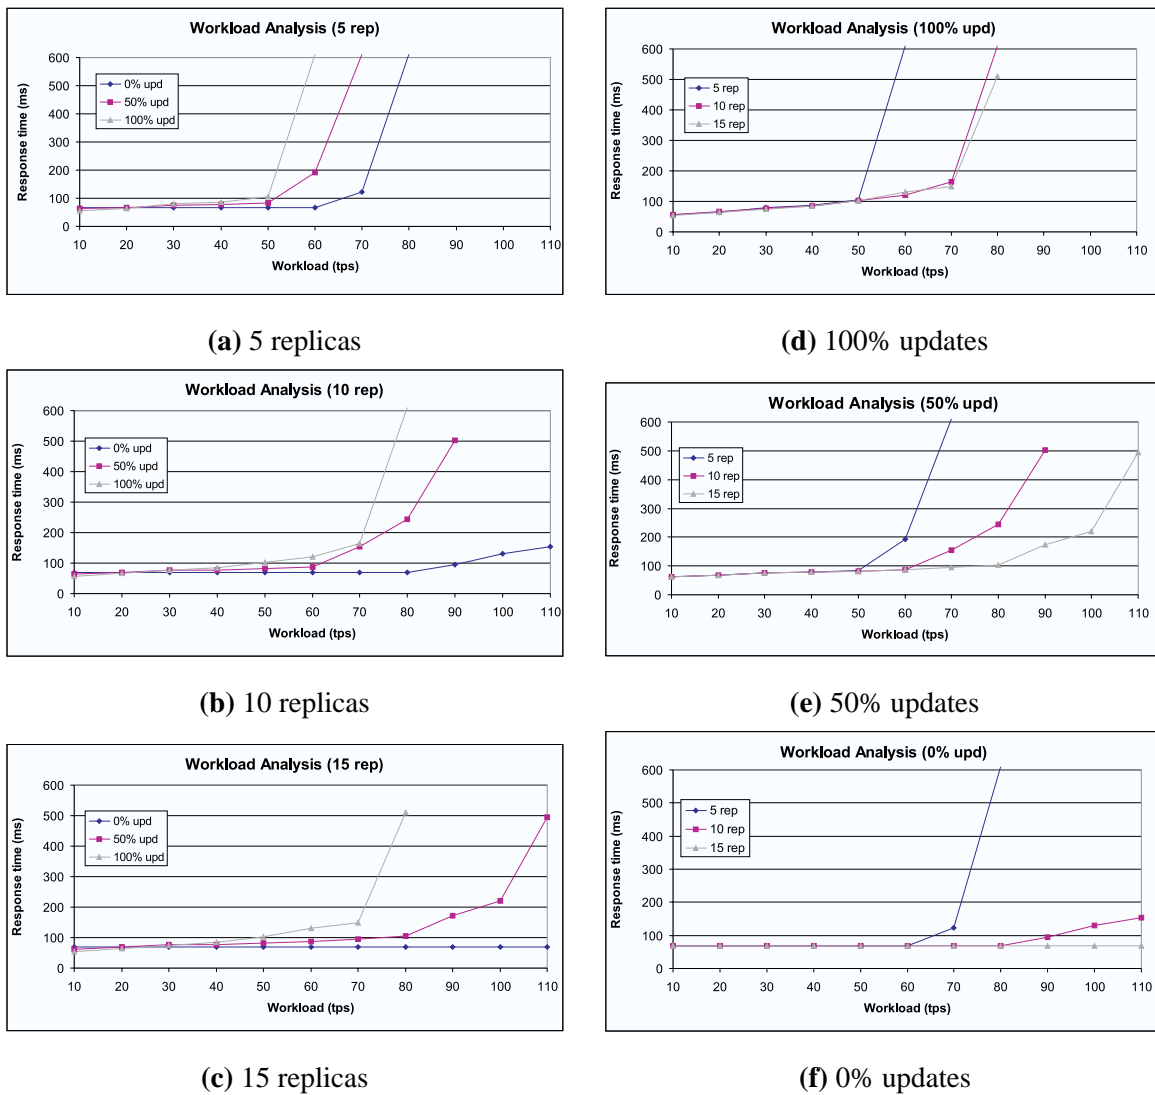 Workload Analysis (5 rep)
Response time (ms)
600
500
400
300
200
100
0
0% upd
50% upd
100% upd
10 20 30 40 50 60 70 80 90 100 110
Workload (tps)
(a) 5 replicas
Workload Analysis (100% upd)
Response time (ms)
600
500
400
300
200
100
0
5 rep
10 rep
15 rep
10 20 30 40 50 60 70 80 90 100 110
Workload (tps)
(d) 100% updates
Workload Analysis (10 rep)
Response time (ms)
600
500
400
300
200
100
0
0% upd
50% upd
100% upd
10 20 30 40 50 60 70 80 90 100 110
Workload (tps)
(b) 10 replicas
Workload Analysis (50% upd)
Response time (ms)
600
500
400
300
200
100
0
5 rep
10 rep
15 rep
10 20 30 40 50 60 70 80 90 100 110
Workload (tps)
(e) 50% updates
Workload Analysis (15 rep)
Response time (ms)
600
500
400
300
200
100
0
0% upd
50% upd
100% upd
10 20 30 40 50 60 70 80 90 100 110
Workload (tps)
(c) 15 replicas
Workload Analysis (0% upd)
Response time (ms)
600
500
400
300
200
100
0
5 rep
10 rep
15 rep
10 20 30 40 50 60 70 80 90 100 110
Workload (tps)
(f) 0% updates